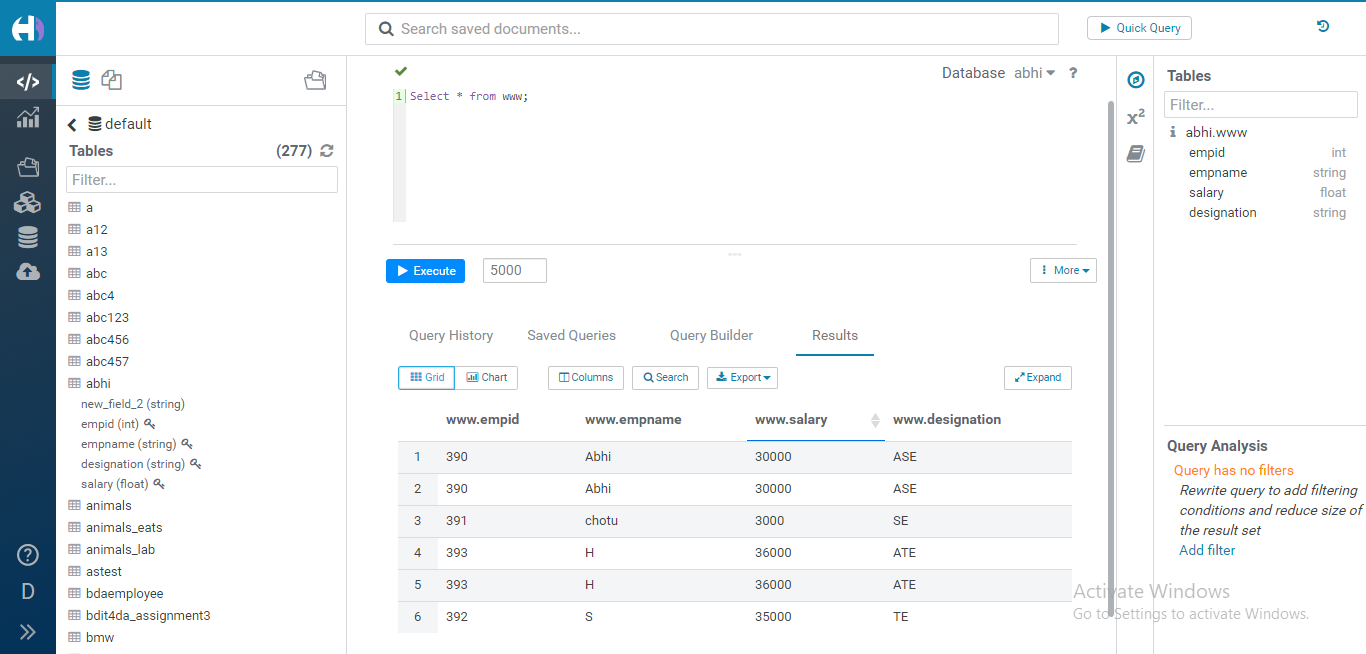 Search saved documents...
Quick Query
default
Tables (277)
Filter...
a
a12
a13
abc
abc4
abc123
abc456
abc457
abhi
new_field_2 (string)
empid (int)
empname (string)
designation (string)
salary (float)
animals
animals_eats
animals_lab
astest
bdaemployee
bdit4da_assignment3
bmw
D
Database abhi ?
1 Select * from www;
Execute 5000 More
Query History Saved Queries Query Builder Results
Grid Chart Columns Search Export Expand
www.empid www.empname www.salary www.designation
1 390 Abhi 30000 ASE
2 390 Abhi 30000 ASE
3 391 chotu 3000 SE
4 393 H 36000 ATE
5 393 H 36000 ATE
6 392 S 35000 TE
x2
Tables
Filter...
abhi.www
empid int
empname string
salary float
designation string
Query Analysis
Query has no filters
Rewrite query to add filtering
conditions and reduce size of
the result set
Add filter
Activate Windows
Go to Settings to activate Windows.